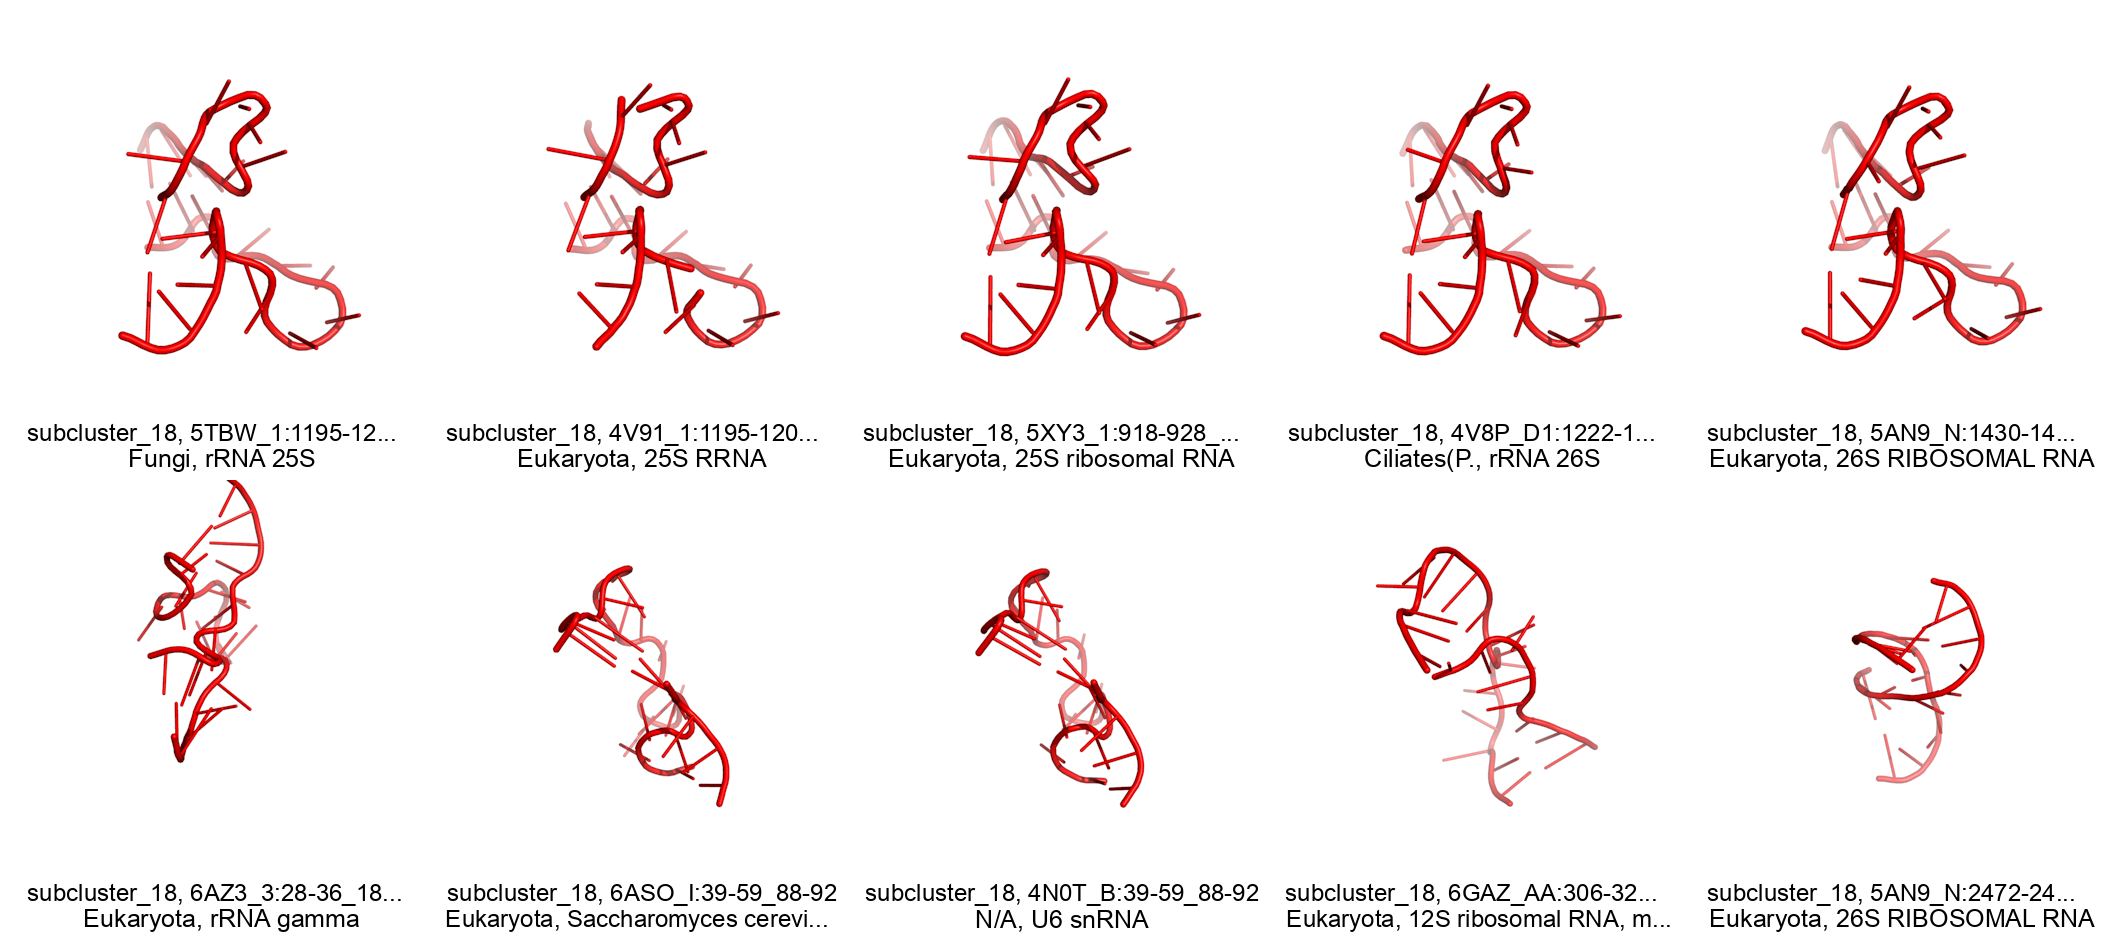 subcluster_18, 5TBW_1:1195-12...
Fungi, rRNA 25S
subcluster_18, 4V91_1:1195-120...
Eukaryota, 25S RRNA
subcluster_18, 5XY3_1:918-928_...
Eukaryota, 25S ribosomal RNA
subcluster_18, 4V8P_D1:1222-1...
Ciliates(P., rRNA 26S
subcluster_18, 5AN9_N:1430-14...
Eukaryota, 26S RIBOSOMAL RNA
subcluster_18, 6AZ3_3:28-36_18...
Eukaryota, rRNA gamma
subcluster_18, 6ASO_I:39-59_88-92
Eukaryota, Saccharomyces cerevi...
subcluster_18, 4N0T_B:39-59_88-92
N/A, U6 snRNA
subcluster_18, 6GAZ_AA:306-32...
Eukaryota, 12S ribosomal RNA, m...
subcluster_18, 5AN9_N:2472-24...
Eukaryota, 26S RIBOSOMAL RNA